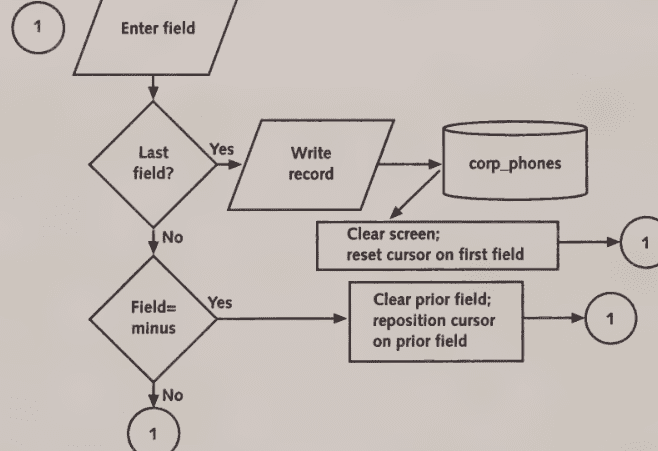 1
Enter field
Last
field?
Yes
Write
record
corp_phones
No
Clear screen;
reset cursor on first field
1
Field=
minus
Yes
Clear prior field;
reposition cursor
on prior field
1
No
1